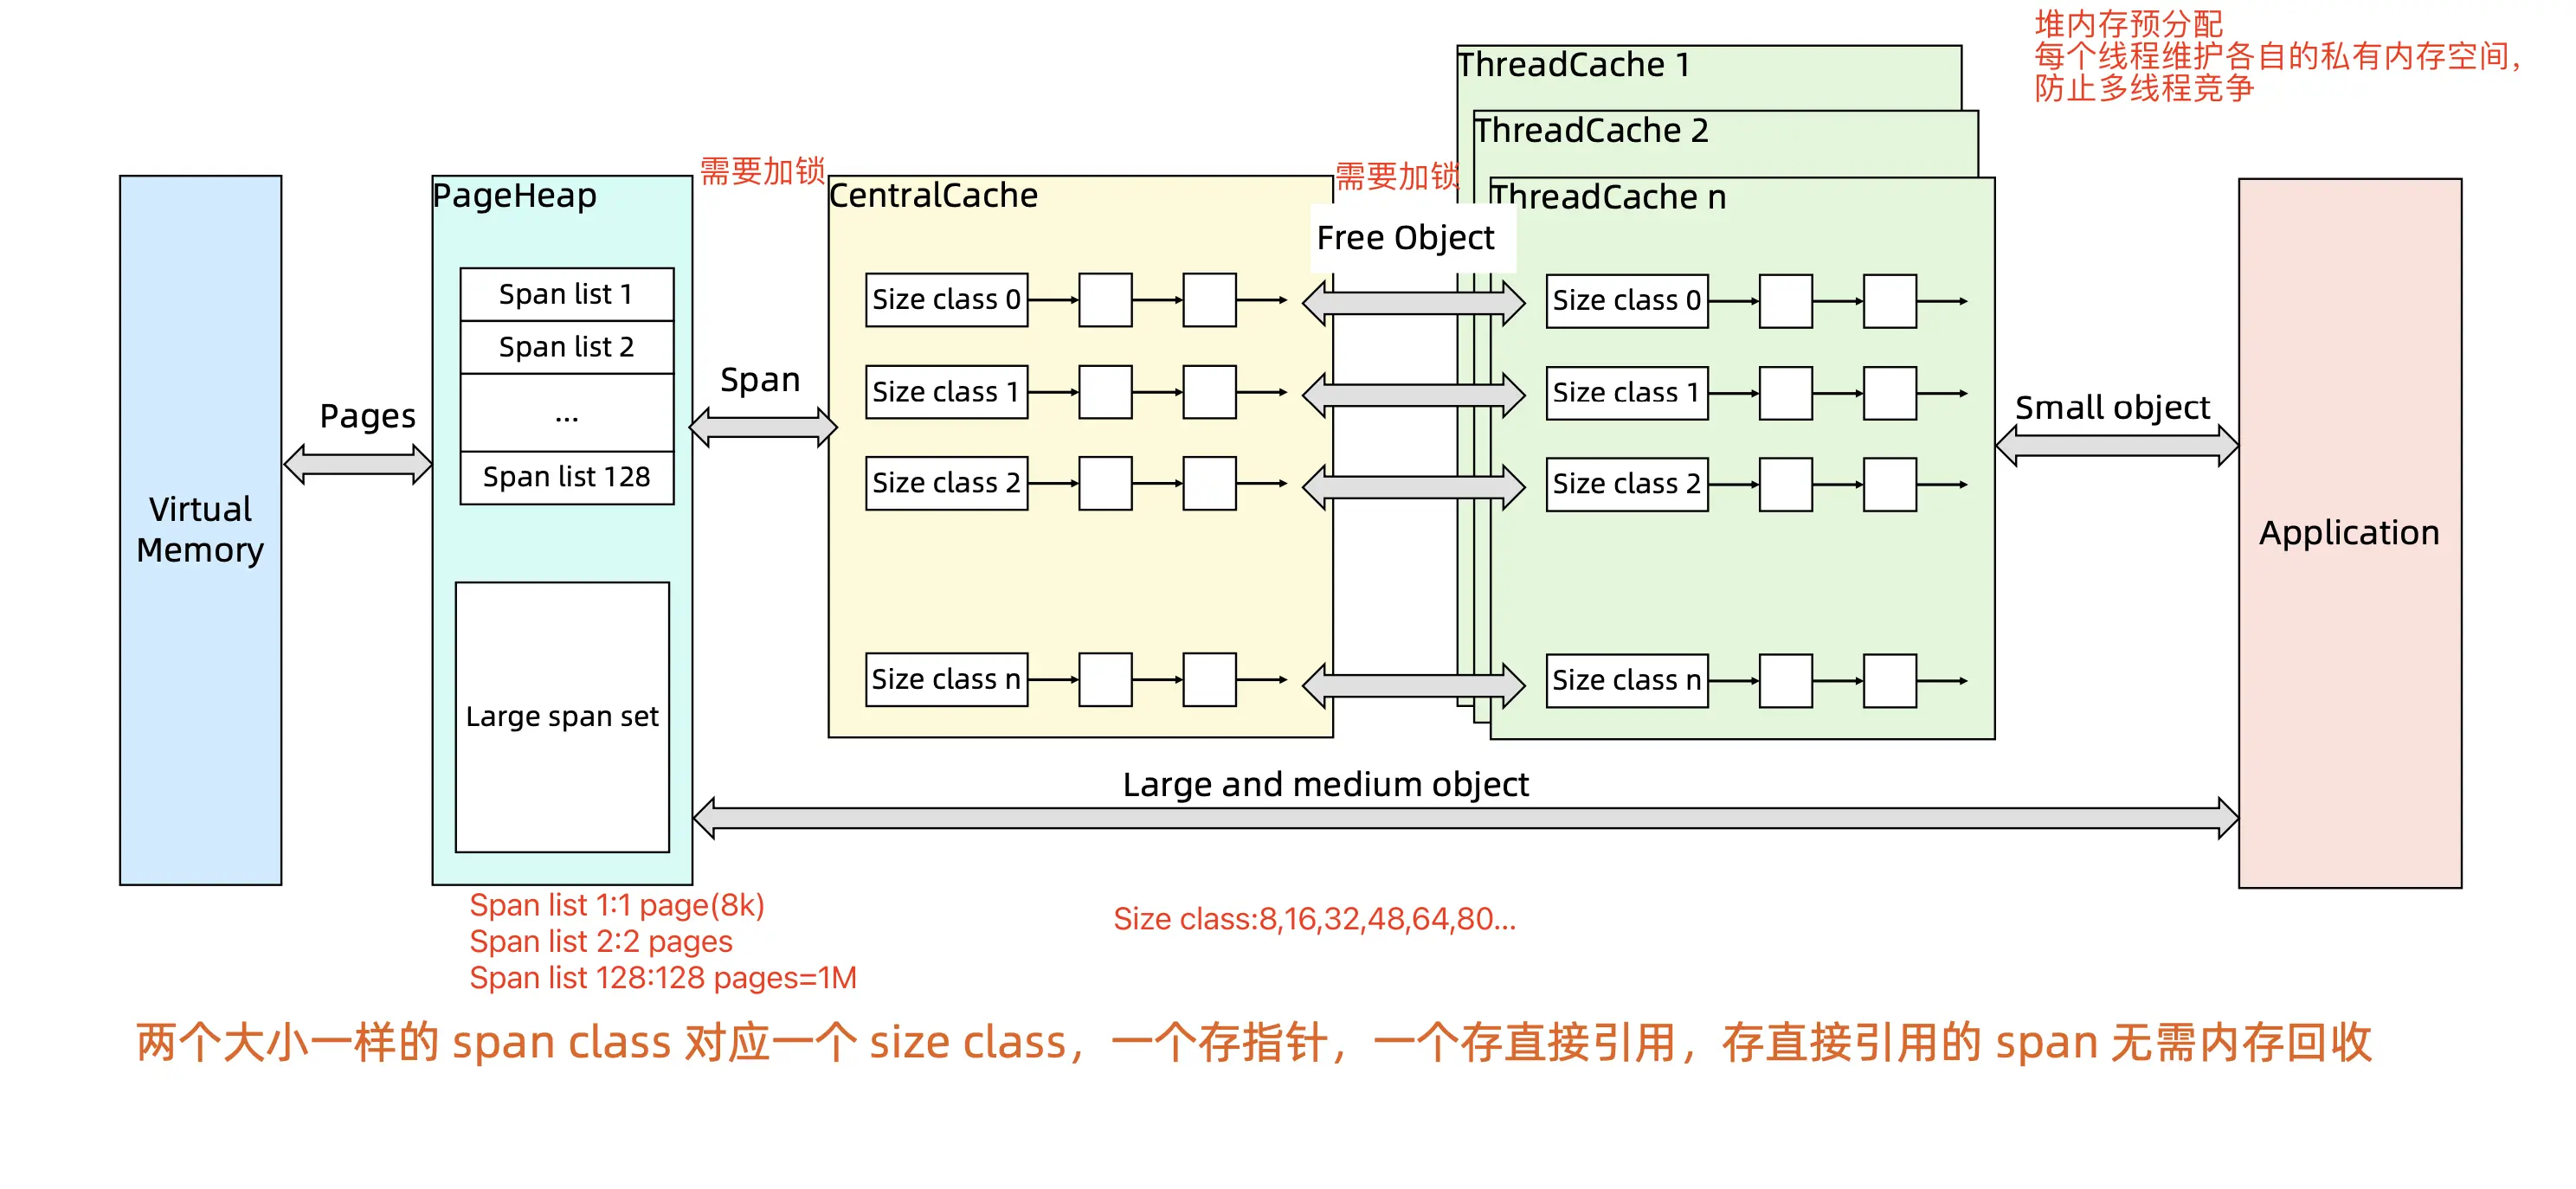 堆内存预分配
每个线程维护各自的私有内存空间，
防止多线程竞争
ThreadCache 1
ThreadCache 2
ThreadCache n
需要加锁
需要加锁
PageHeap
CentralCache
Free Object
Span list 1
Span list 2
...
Span list 128
Large span set
Pages
Span
Virtual
Memory
Size class 0
Size class 1
Size class 2
Size class n
Size class 0
Size class 1
Size class 2
Size class n
Small object
Application
Large and medium object
Span list 1:1 page(8k)
Span list 2:2 pages
Span list 128:128 pages=1M
Size class:8,16,32,48,64,80...
两个大小一样的 span class 对应一个 size class，一个存指针，一个存直接引用，存直接引用的 span 无需内存回收